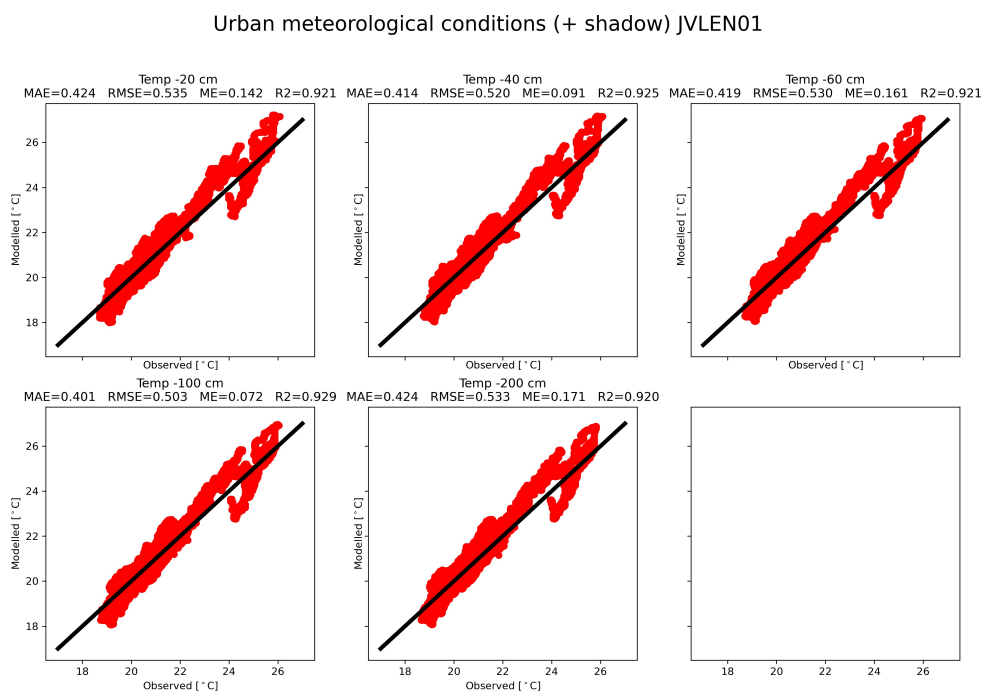 Urban meteorological conditions (+ shadow) JVLEN01
Temp -20 cm
MAE=0.424 RMSE=0.535 ME=0.142 R2=0.921
Temp -40 cm
MAE=0.414 RMSE=0.520 ME=0.091 R2=0.925
Temp -60 cm
MAE=0.419 RMSE=0.530 ME=0.161 R2=0.921
26
24
22
20
18
Modelled [°C]
Modelled [°C]
Modelled [°C]
Observed [°C]
Observed [°C]
Observed [°C]
Temp -100 cm
MAE=0.401 RMSE=0.503 ME=0.072 R2=0.929
Temp -200 cm
MAE=0.424 RMSE=0.533 ME=0.171 R2=0.920
26
24
22
20
18
Modelled [°C]
Modelled [°C]
18 20 22 24 26
18 20 22 24 26
18 20 22 24 26
Observed [°C]
Observed [°C]